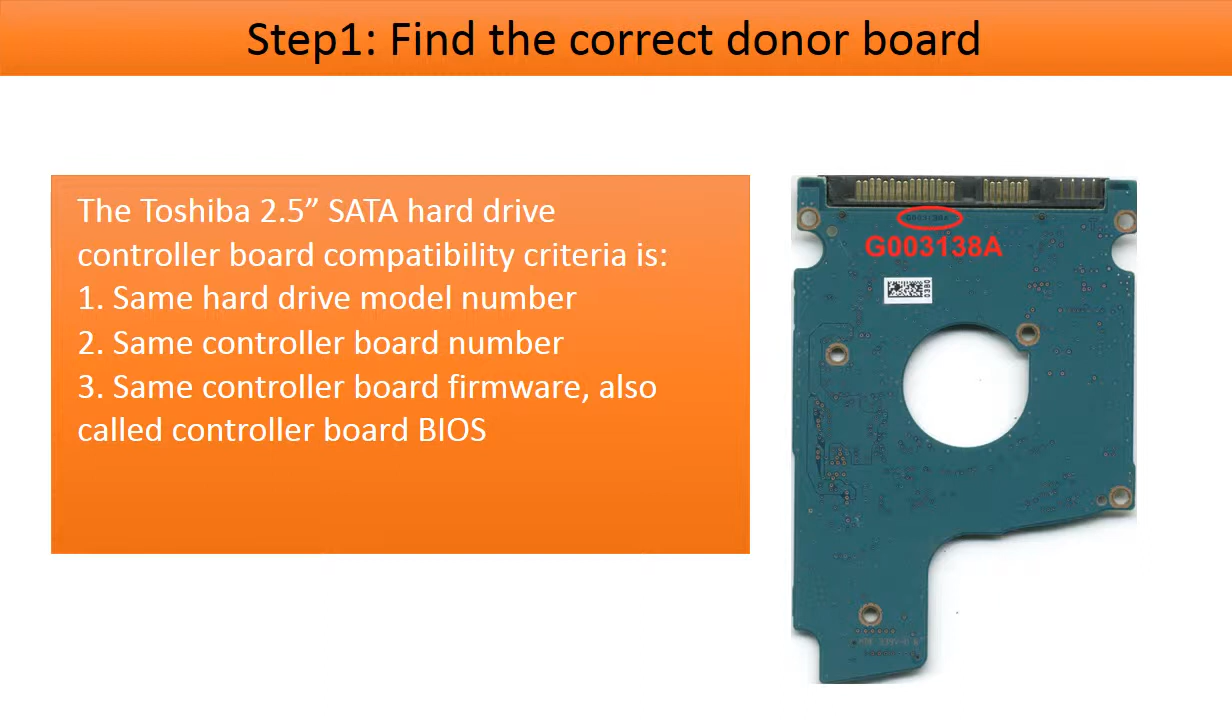 Step1: Find the correct donor board
The Toshiba 2.5” SATA hard drive
controller board compatibility criteria is:
1. Same hard drive model number
2. Same controller board number
3. Same controller board firmware, also
called controller board BIOS
G003138A
G003138A
0380